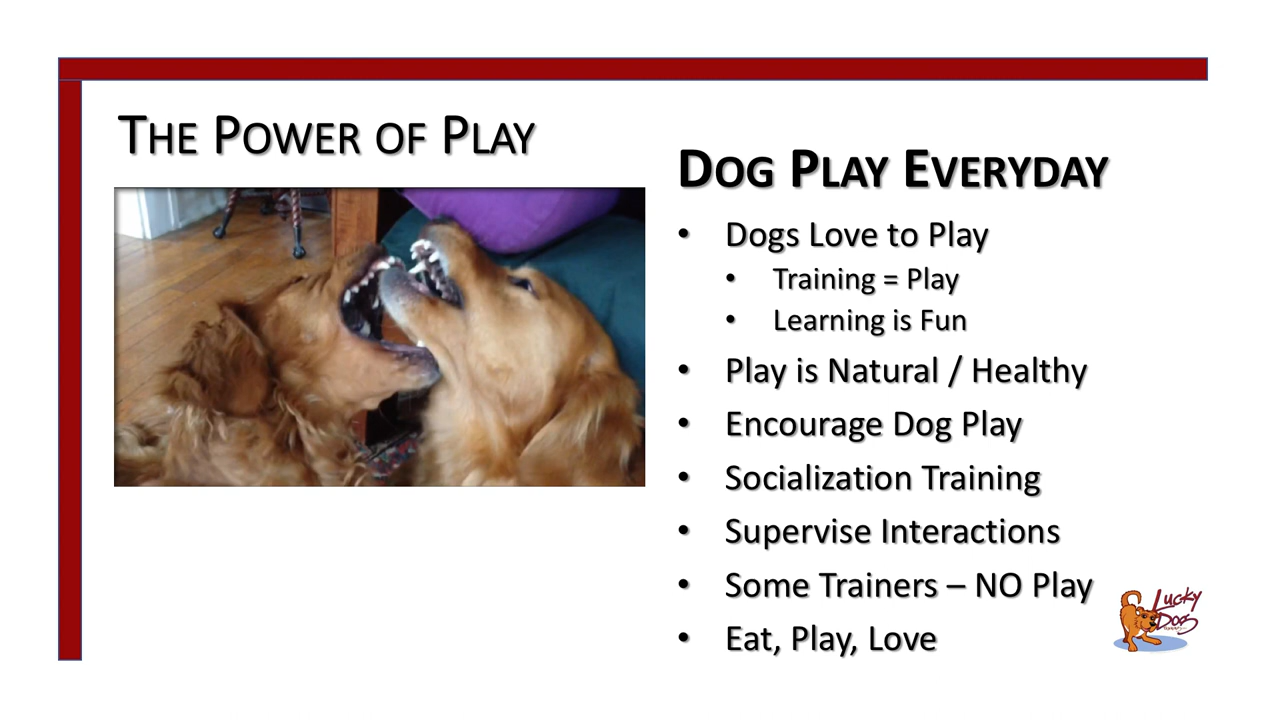 The Power of Play
Dog Play Everyday
• Dogs Love to Play
• Training = Play
• Learning is Fun
• Play is Natural / Healthy
• Encourage Dog Play
• Socialization Training
• Supervise Interactions
• Some Trainers – NO Play
• Eat, Play, Love
Lucky
Dog